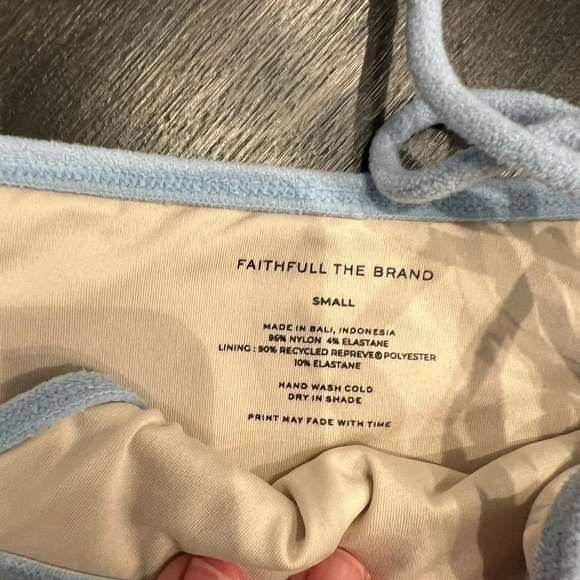 FAITHFULL THE BRAND
SMALL
MADE IN BALI, INDONESIA
96% NYLON 4% ELASTANE
LINING : 90% RECYCLED REPREVE® POLYESTER
10% ELASTANE
HAND WASH COLD
DRY IN SHADE
PRINT MAY FADE WITH TIME